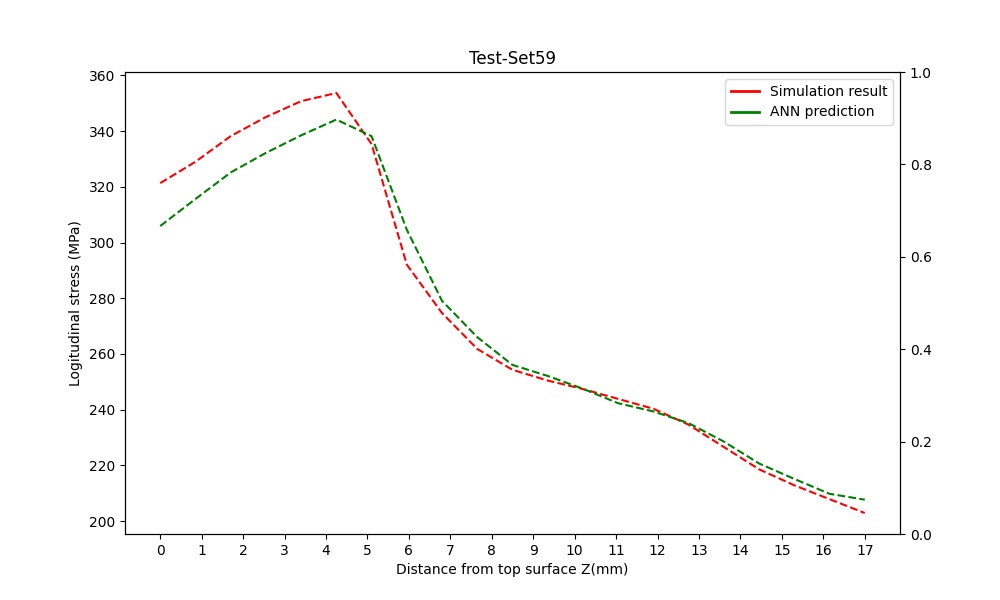 Test-Set59
Simulation result
ANN prediction
Logitudinal stress (MPa)
360
340
320
300
280
260
240
220
200
1.0
0.8
0.6
0.4
0.2
0.0
0 1 2 3 4 5 6 7 8 9 10 11 12 13 14 15 16 17
Distance from top surface Z(mm)